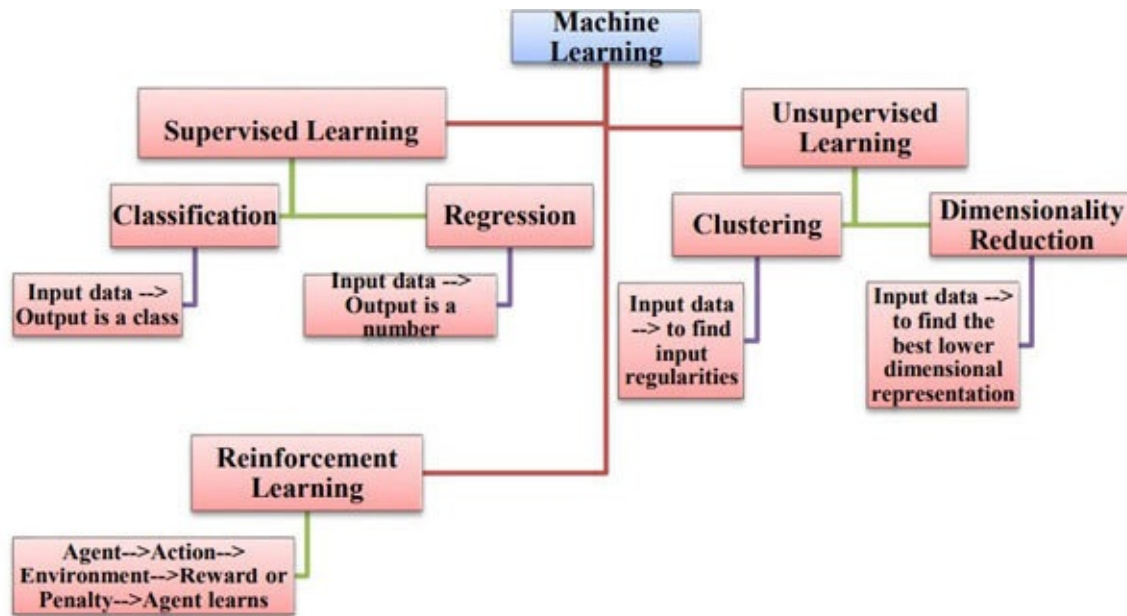 Machine
Learning
Supervised Learning
Unsupervised
Learning
Classification
Regression
Clustering
Dimensionality
Reduction
Input data -->
Output is a class
Input data -->
Output is a
number
Input data
--> to find
input
regularities
Input data -->
to find the
best lower
dimensional
representation
Reinforcement
Learning
Agent-->Action-->
Environment-->Reward or
Penalty-->Agent learns